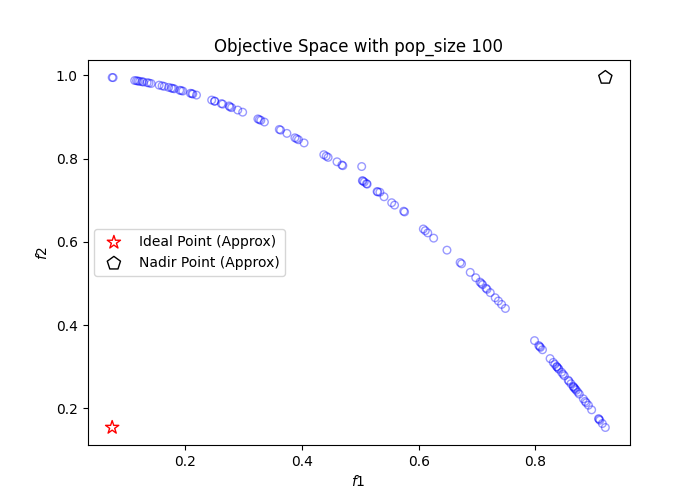 Objective Space with pop_size 100
1.0
0.8
0.6
0.4
0.2
f2
Ideal Point (Approx)
Nadir Point (Approx)
0.2 0.4 0.6 0.8
f1